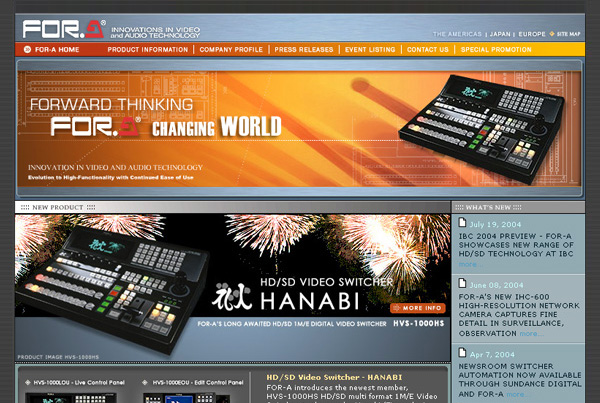 FOR.A®
INNOVATIONS IN VIDEO
and AUDIO TECHNOLOGY
THE AMERICAS | JAPAN | EUROPE SITE MAP
FOR-A HOME PRODUCT INFORMATION | COMPANY PROFILE | PRESS RELEASES | EVENT LISTING | CONTACT US | SPECIAL PROMOTION
FORWARD THINKING
FOR.A® CHANGING WORLD
INNOVATION IN VIDEO AND AUDIO TECHNOLOGY
Evolution to High-Functionality with Continued Ease of Use
:::: NEW PRODUCT ::::
HD/SD VIDEO SWITCHER
HANABI
MORE INFO
FOR-A'S LONG AWAITED HD/SD 1M/E DIGITAL VIDEO SWITCHER HVS-1000HS
PRODUCT IMAGE HVS-1000HS
HVS-1000LOU - Live Control Panel
HVS-1000EOU - Edit Control Panel
HD/SD Video Switcher - HANABI
FOR-A introduces the newest member,
HVS-1000HS HD/SD multi format 1M/E Video
:::: WHAT'S NEW ::::
July 19, 2004
IBC 2004 PREVIEW - FOR-A
SHOWCASES NEW RANGE OF
HD/SD TECHNOLOGY AT IBC
more...
June 08, 2004
FOR-A'S NEW IHC-600
HIGH-RESOLUTION NETWORK
CAMERA CAPTURES FINE
DETAIL IN SURVEILLANCE,
OBSERVATION more...
Apr 7, 2004
NEWSROOM SWITCHER
AUTOMATION NOW AVAILABLE
THROUGH SUNDANCE DIGITAL
AND FOR-A more...